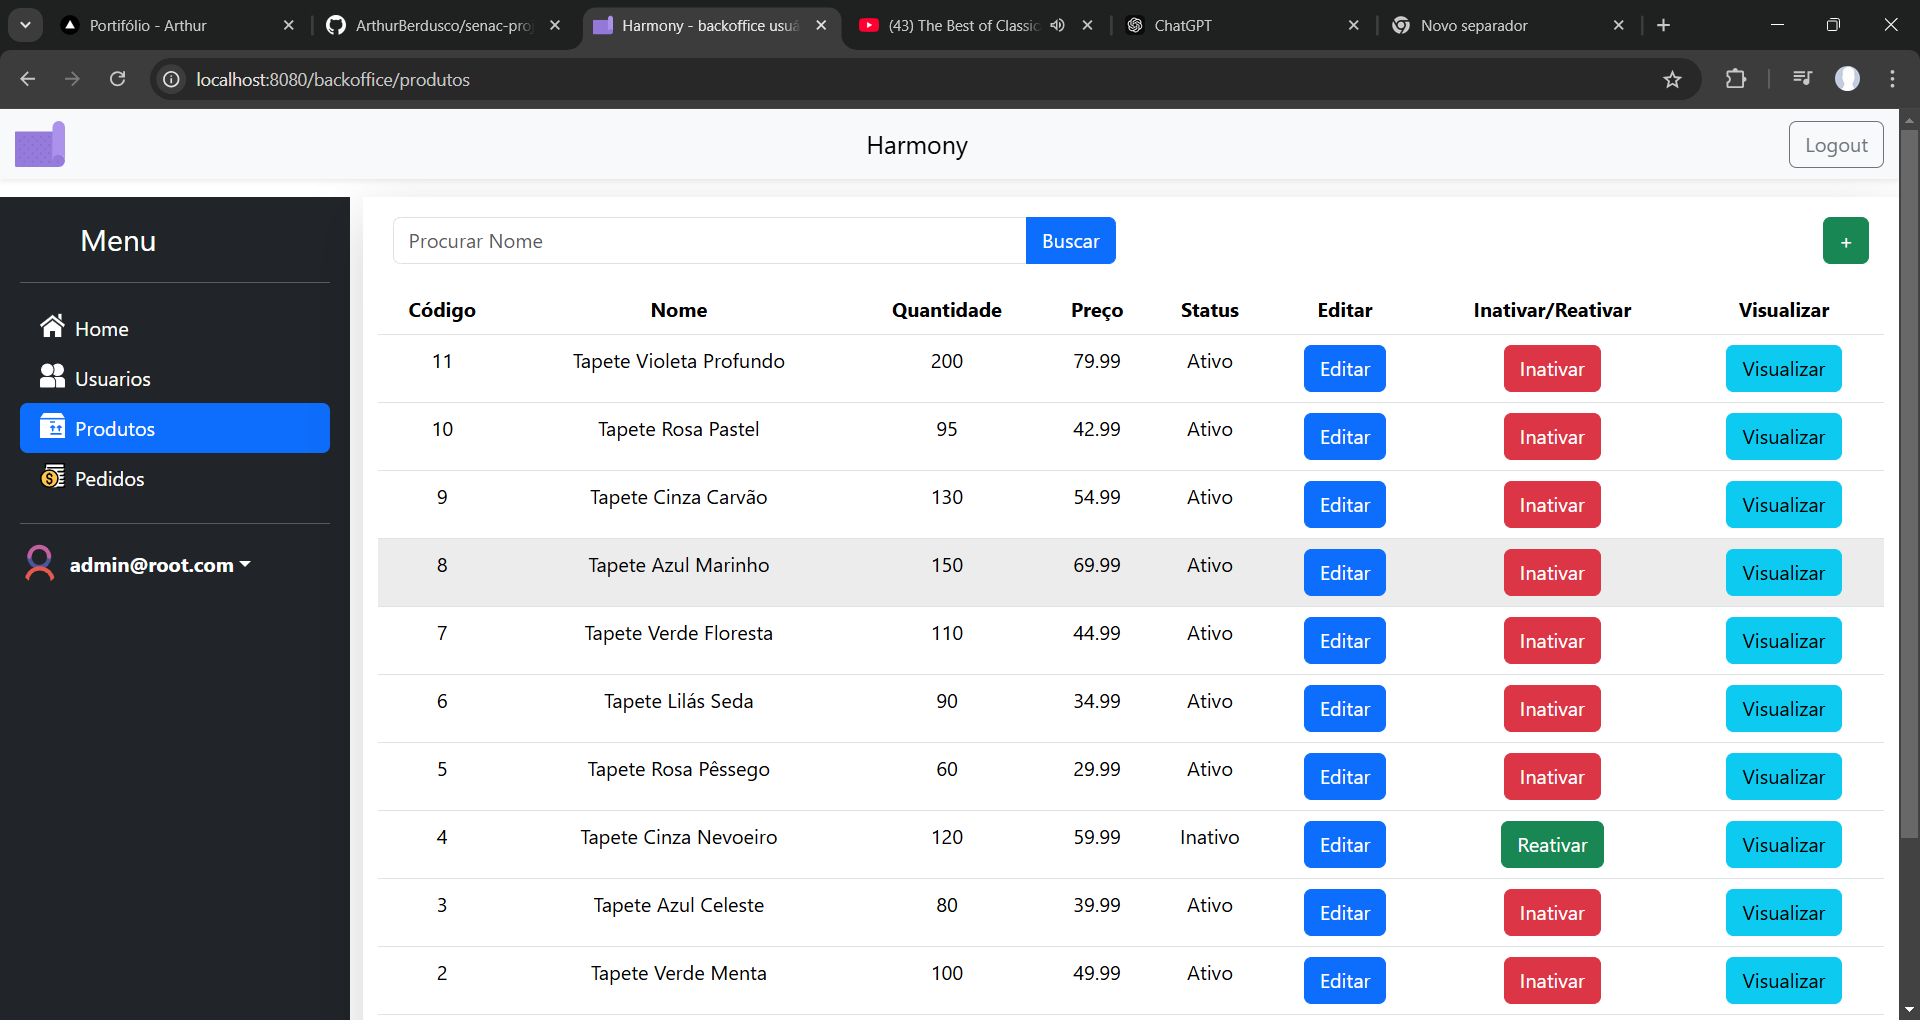 Portifólio - Arthur
ArthurBerdusco/senac-pro
Harmony - backoffice usuá
(43) The Best of Classic
ChatGPT
Novo separador
localhost:8080/backoffice/produtos
Harmony
Logout
Menu
Home
Usuarios
Produtos
Pedidos
admin@root.com
Procurar Nome
Buscar
+
Código Nome Quantidade Preço Status Editar Inativar/Reativar Visualizar
11 Tapete Violeta Profundo 200 79.99 Ativo Editar Inativar Visualizar
10 Tapete Rosa Pastel 95 42.99 Ativo Editar Inativar Visualizar
9 Tapete Cinza Carvão 130 54.99 Ativo Editar Inativar Visualizar
8 Tapete Azul Marinho 150 69.99 Ativo Editar Inativar Visualizar
7 Tapete Verde Floresta 110 44.99 Ativo Editar Inativar Visualizar
6 Tapete Lilás Seda 90 34.99 Ativo Editar Inativar Visualizar
5 Tapete Rosa Pêssego 60 29.99 Ativo Editar Inativar Visualizar
4 Tapete Cinza Nevoeiro 120 59.99 Inativo Editar Reativar Visualizar
3 Tapete Azul Celeste 80 39.99 Ativo Editar Inativar Visualizar
2 Tapete Verde Menta 100 49.99 Ativo Editar Inativar Visualizar